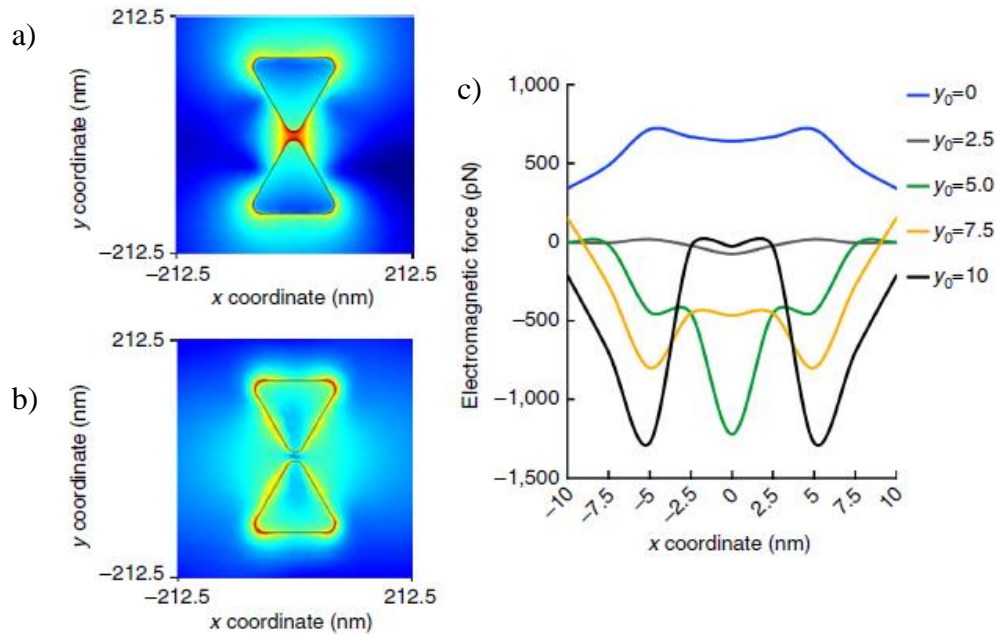 a)
212.5
y coordinate (nm)
–212.5
–212.5
212.5
x coordinate (nm)
b)
212.5
y coordinate (nm)
–212.5
–212.5
212.5
x coordinate (nm)
c)
1,000
500
0
–500
–1,000
–1,500
Electromagnetic force (pN)
–10
–7.5
–5
–2.5
0
2.5
5
7.5
10
x coordinate (nm)
y₀=0
y₀=2.5
y₀=5.0
y₀=7.5
y₀=10